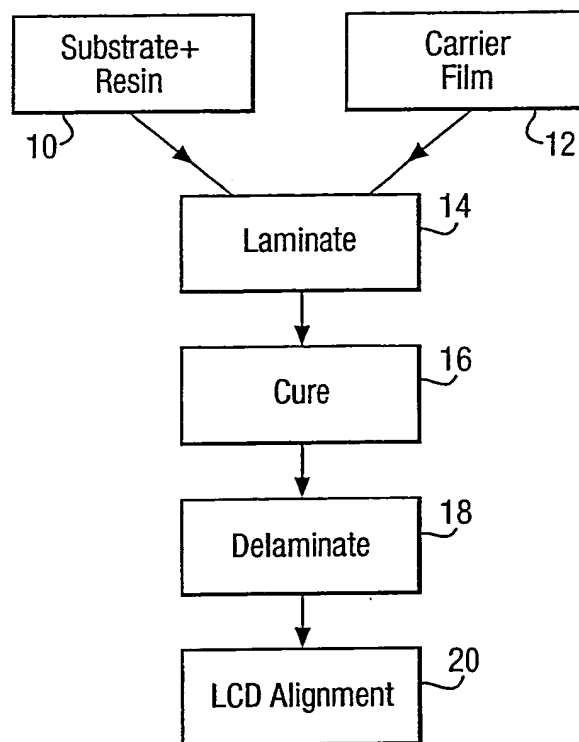 Substrate+
Resin
10
Carrier
Film
12
Laminate
14
Cure
16
Delaminate
18
LCD Alignment
20